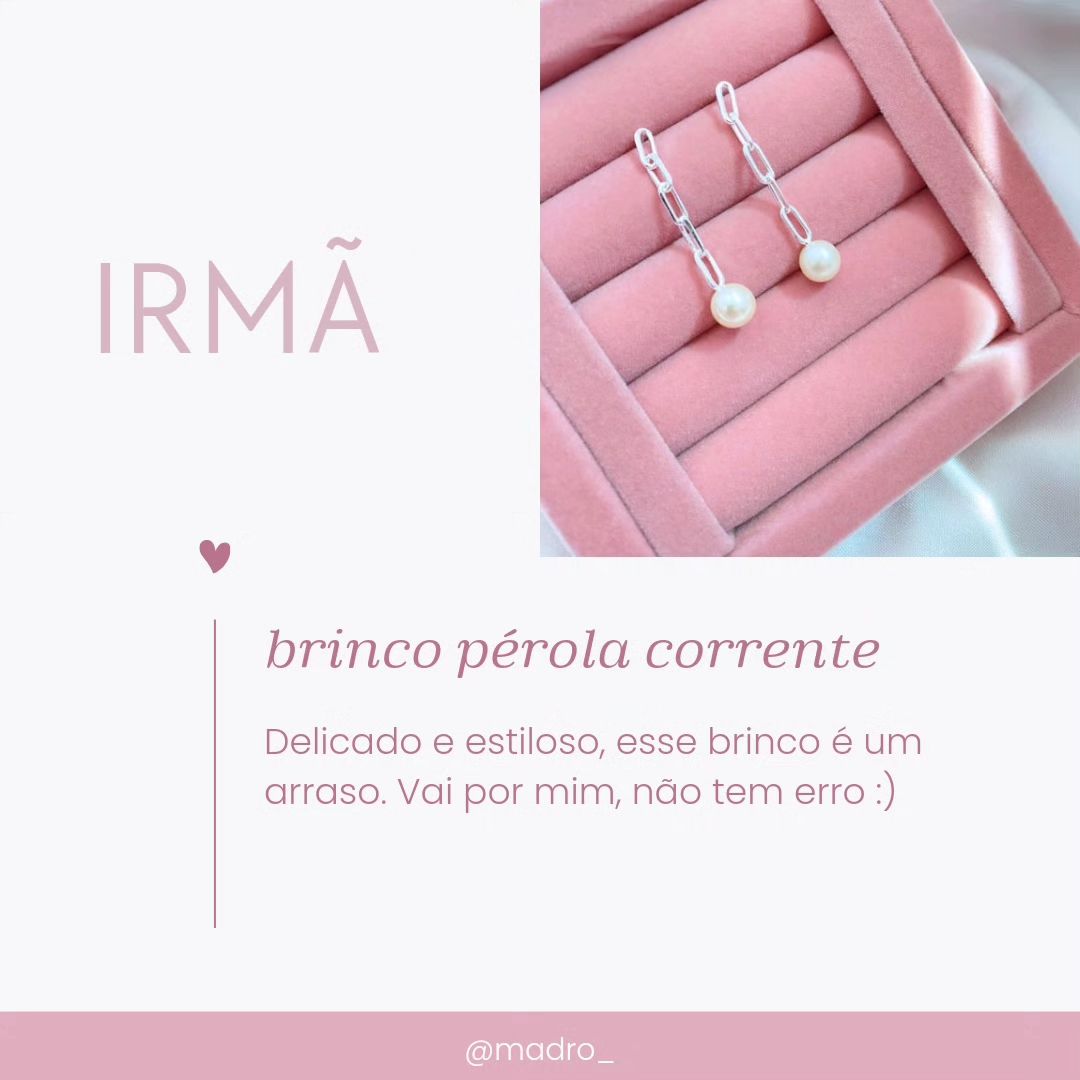 IRMÃ
brinco pérola corrente
Delicado e estiloso, esse brinco é um
arraso. Vai por mim, não tem erro :)
@madro_